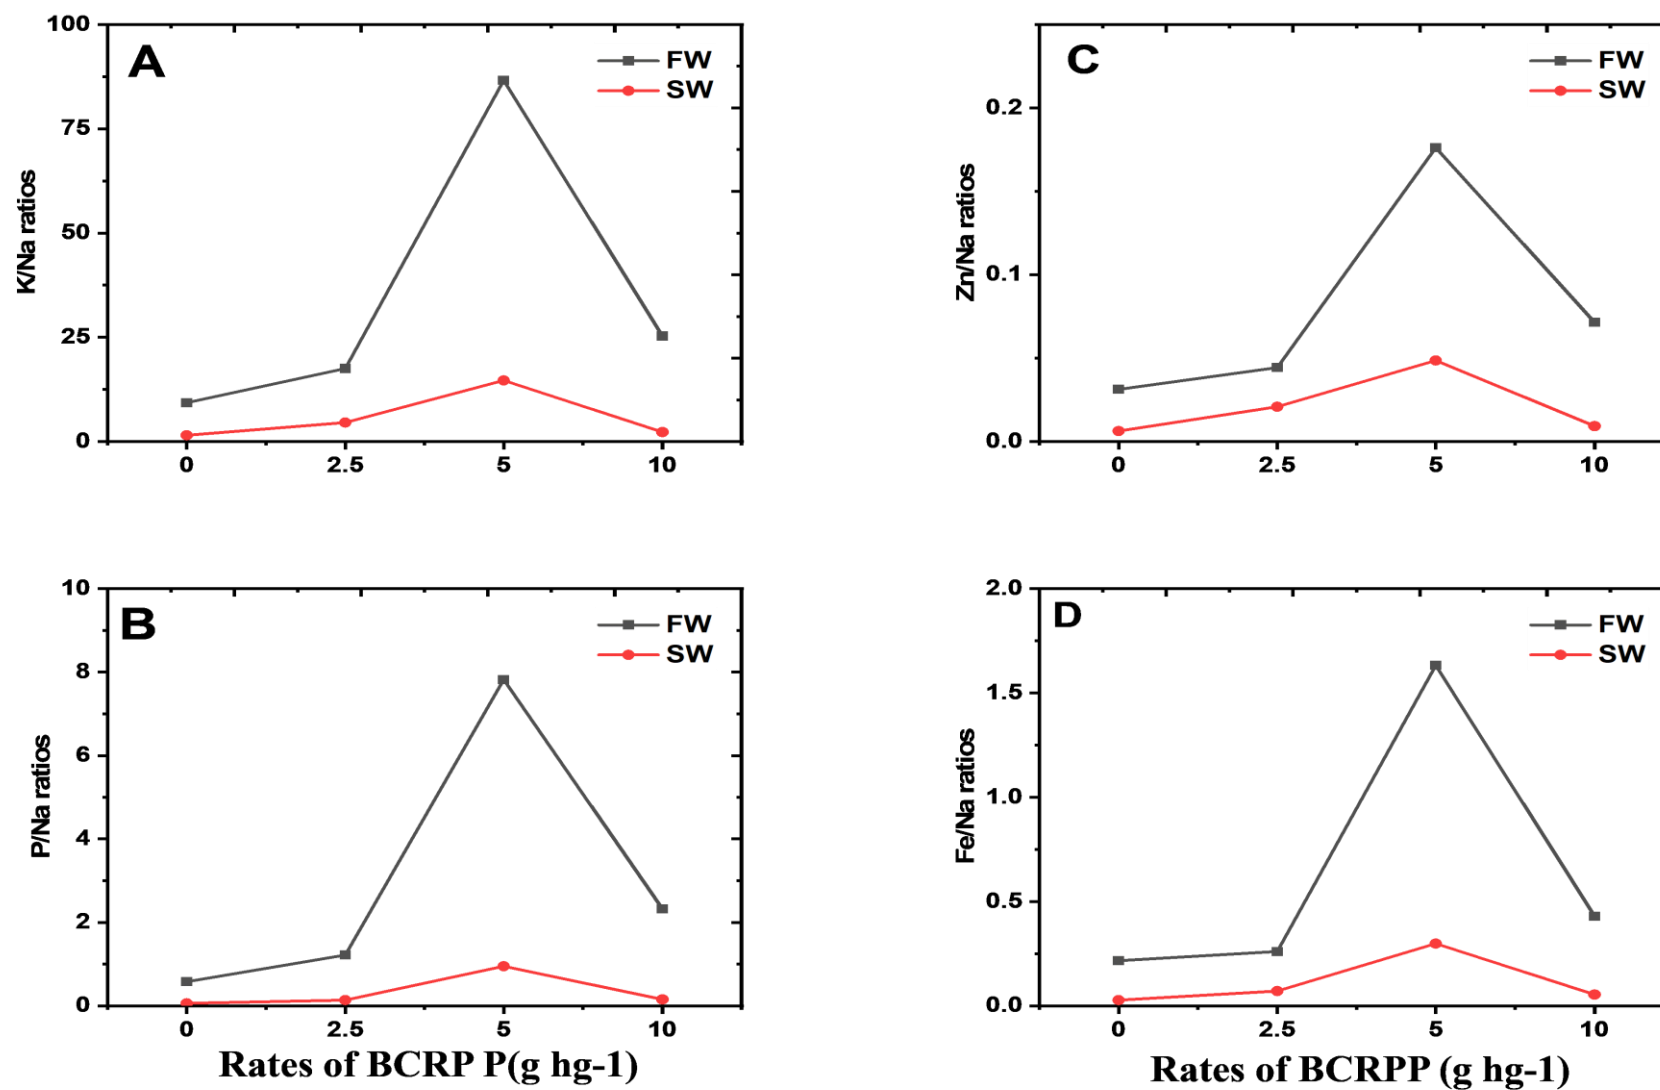 A
FW
SW
100
75
50
25
0
K/Na ratios
0 2.5 5 10
C
FW
SW
0.2
0.1
0.0
Zn/Na ratios
0 2.5 5 10
B
FW
SW
10
8
6
4
2
0
P/Na ratios
0 2.5 5 10
Rates of BCRP P(g hg-1)
D
FW
SW
2.0
1.5
1.0
0.5
0.0
Fe/Na ratios
0 2.5 5 10
Rates of BCRPP (g hg-1)